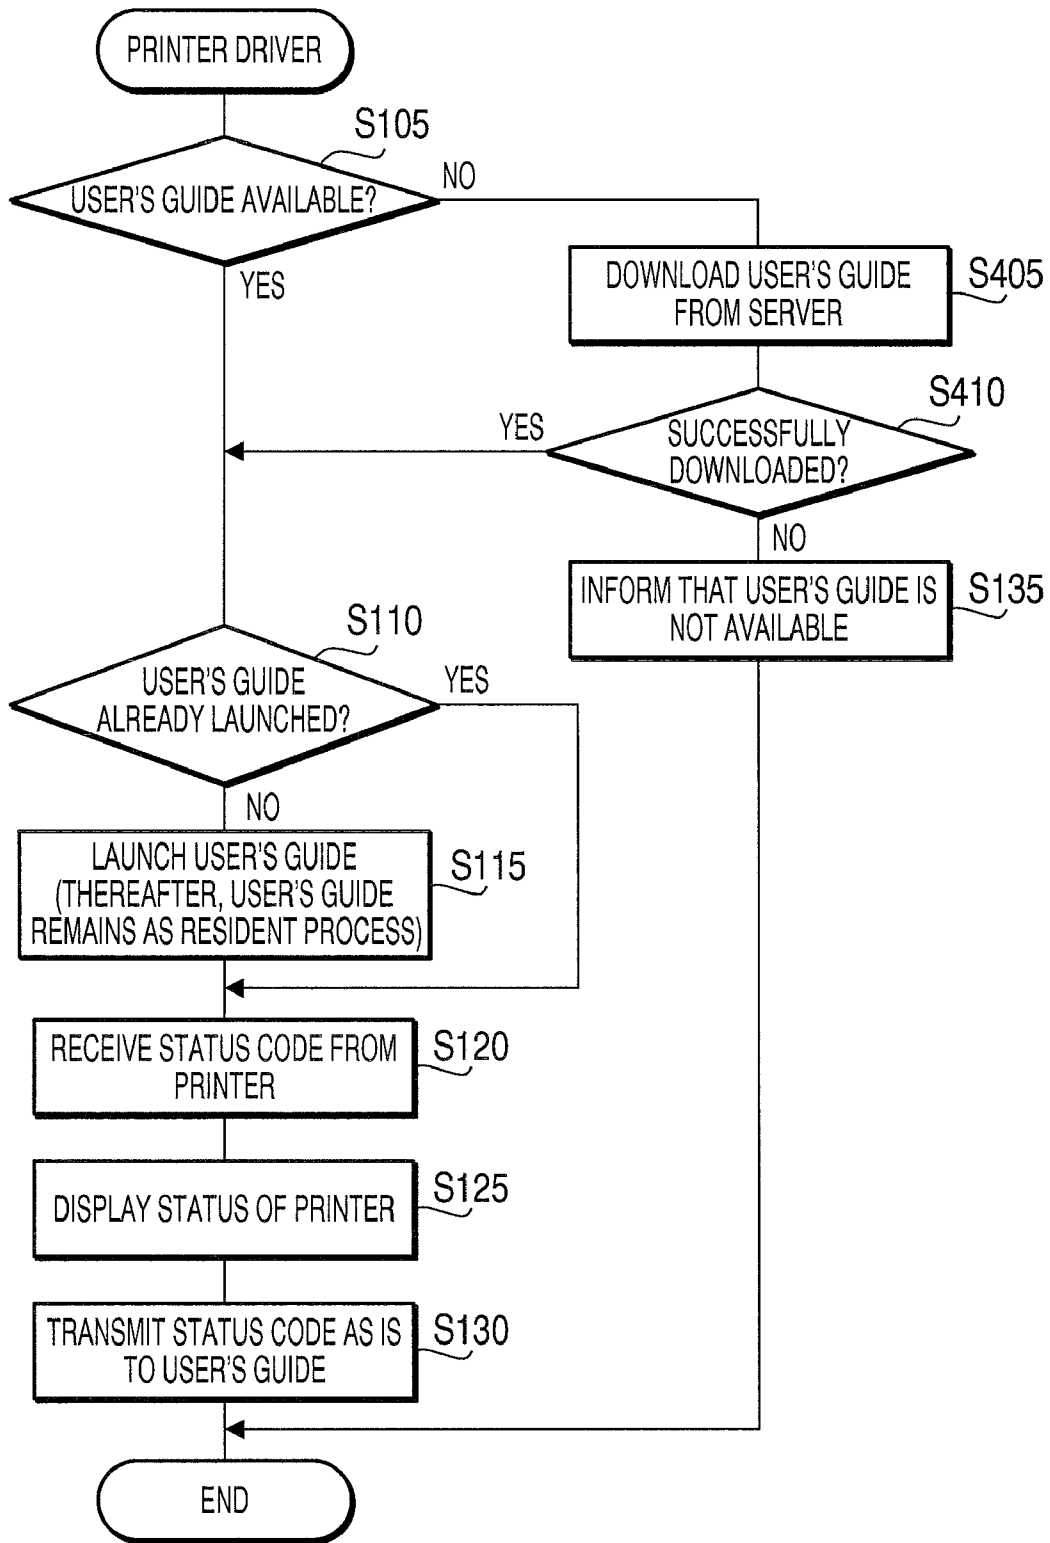 PRINTER DRIVER
S105
USER'S GUIDE AVAILABLE?
NO
YES
DOWNLOAD USER'S GUIDE
FROM SERVER
S405
S410
SUCCESSFULLY
DOWNLOADED?
YES
NO
INFORM THAT USER'S GUIDE IS
NOT AVAILABLE
S135
S110
USER'S GUIDE
ALREADY LAUNCHED?
YES
NO
LAUNCH USER'S GUIDE
(THEREAFTER, USER'S GUIDE
REMAINS AS RESIDENT PROCESS)
S115
RECEIVE STATUS CODE FROM
PRINTER
S120
DISPLAY STATUS OF PRINTER
S125
TRANSMIT STATUS CODE AS IS
TO USER'S GUIDE
S130
END